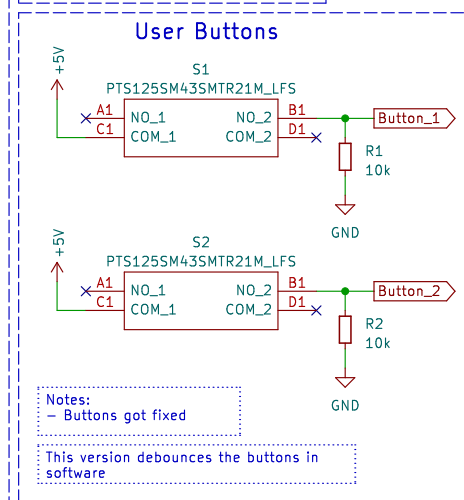 User Buttons
+5V
S1
PTS125SM43SMTR21M_LFS
A1 NO_1 NO_2 B1 Button_1
C1 COM_1 COM_2 D1
R1
10k
GND
+5V
S2
PTS125SM43SMTR21M_LFS
A1 NO_1 NO_2 B1 Button_2
C1 COM_1 COM_2 D1
R2
10k
GND
Notes:
- Buttons got fixed
This version debounces the buttons in
software